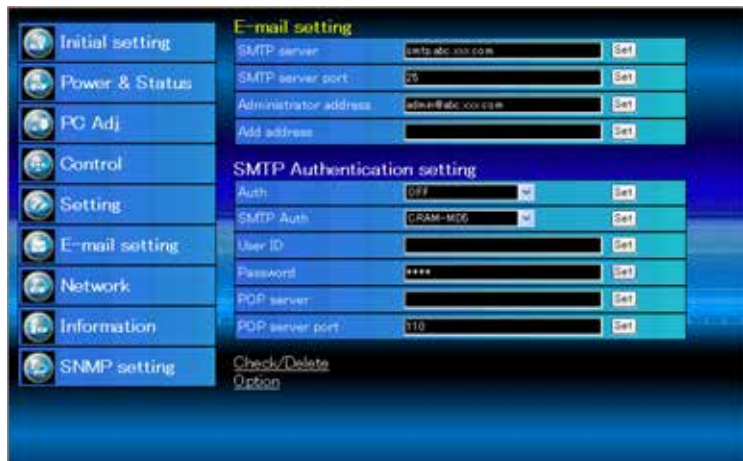 Initial setting
Power & Status
PC Adj
Control
Setting
E-mail setting
Network
Information
SNMP setting
E-mail setting
SMTP server smtp.abc.xxx.com Set
SMTP server port 25 Set
Administrator address admin@abc.xxx.com Set
Add address Set
SMTP Authentication setting
Auth OFF Set
SMTP Auth CRAM-MD5 Set
User ID Set
Password **** Set
POP server Set
POP server port 110 Set
Check/Delete
Option